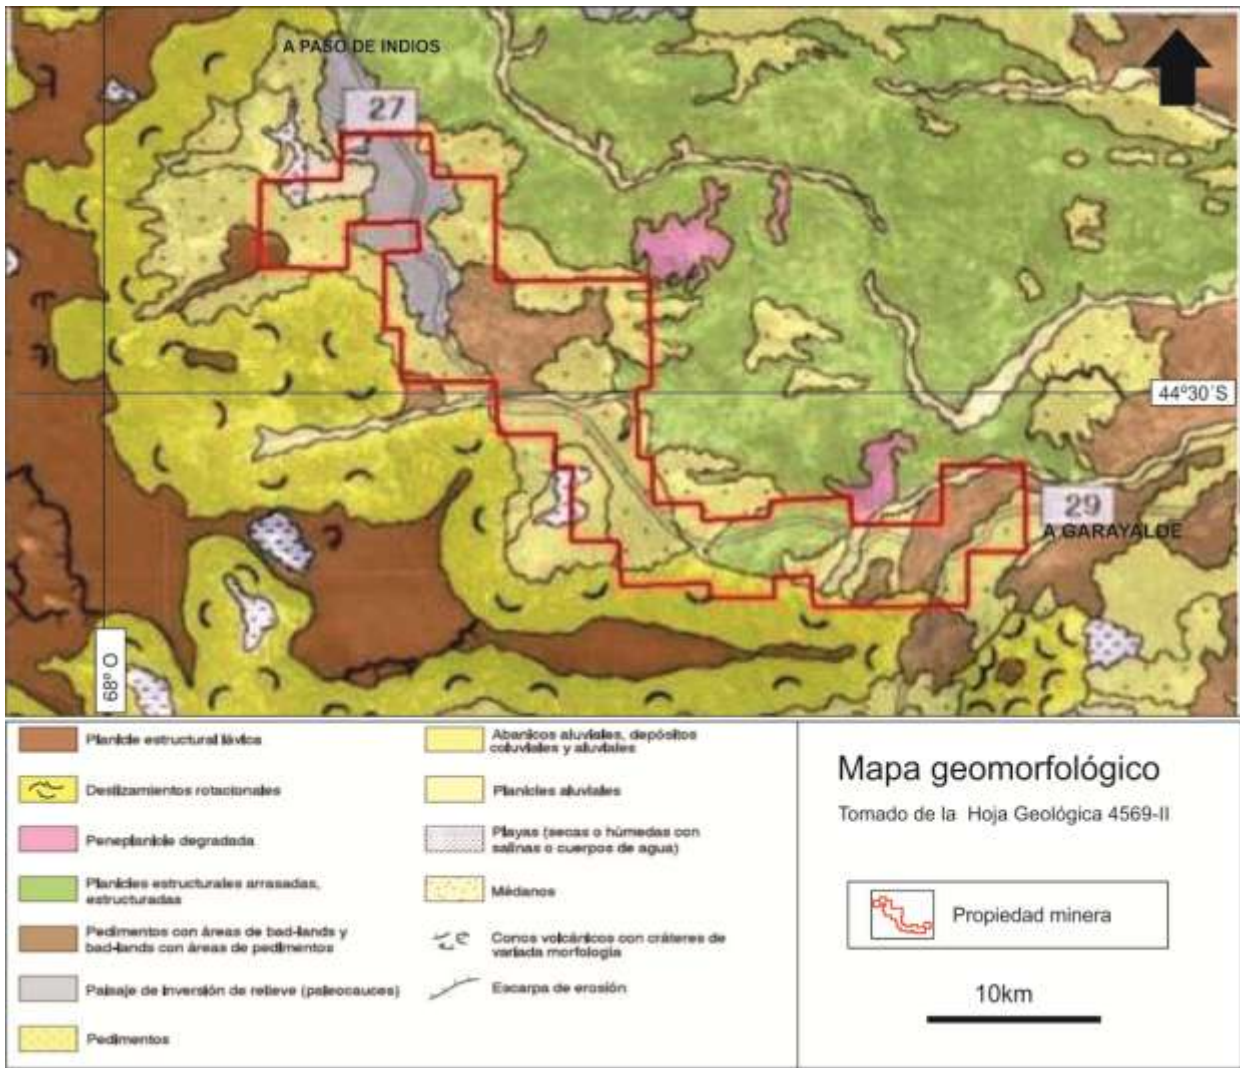 A PASO DE INDIOS
27
44º30´S
29
A GARAYALDE
68º O
Planicie estructural lávica
Deslizamientos rotacionales
Peneplanicie degradada
Planicies estructurales arrasadas,
estructuradas
Pedimentos con áreas de bad-lands y
bad-lands con áreas de pedimentos
Paisaje de inversión de relieve (paleocauces)
Pedimentos
Abanicos aluviales, depósitos
coluviales y aluviales
Planicies aluviales
Playas (secas o húmedas con
salinas o cuerpos de agua)
Médanos
Conos volcánicos con cráteres de
variada morfología
Escarpa de erosión
Mapa geomorfológico
Tomado de la Hoja Geológica 4569-II
Propiedad minera
10km